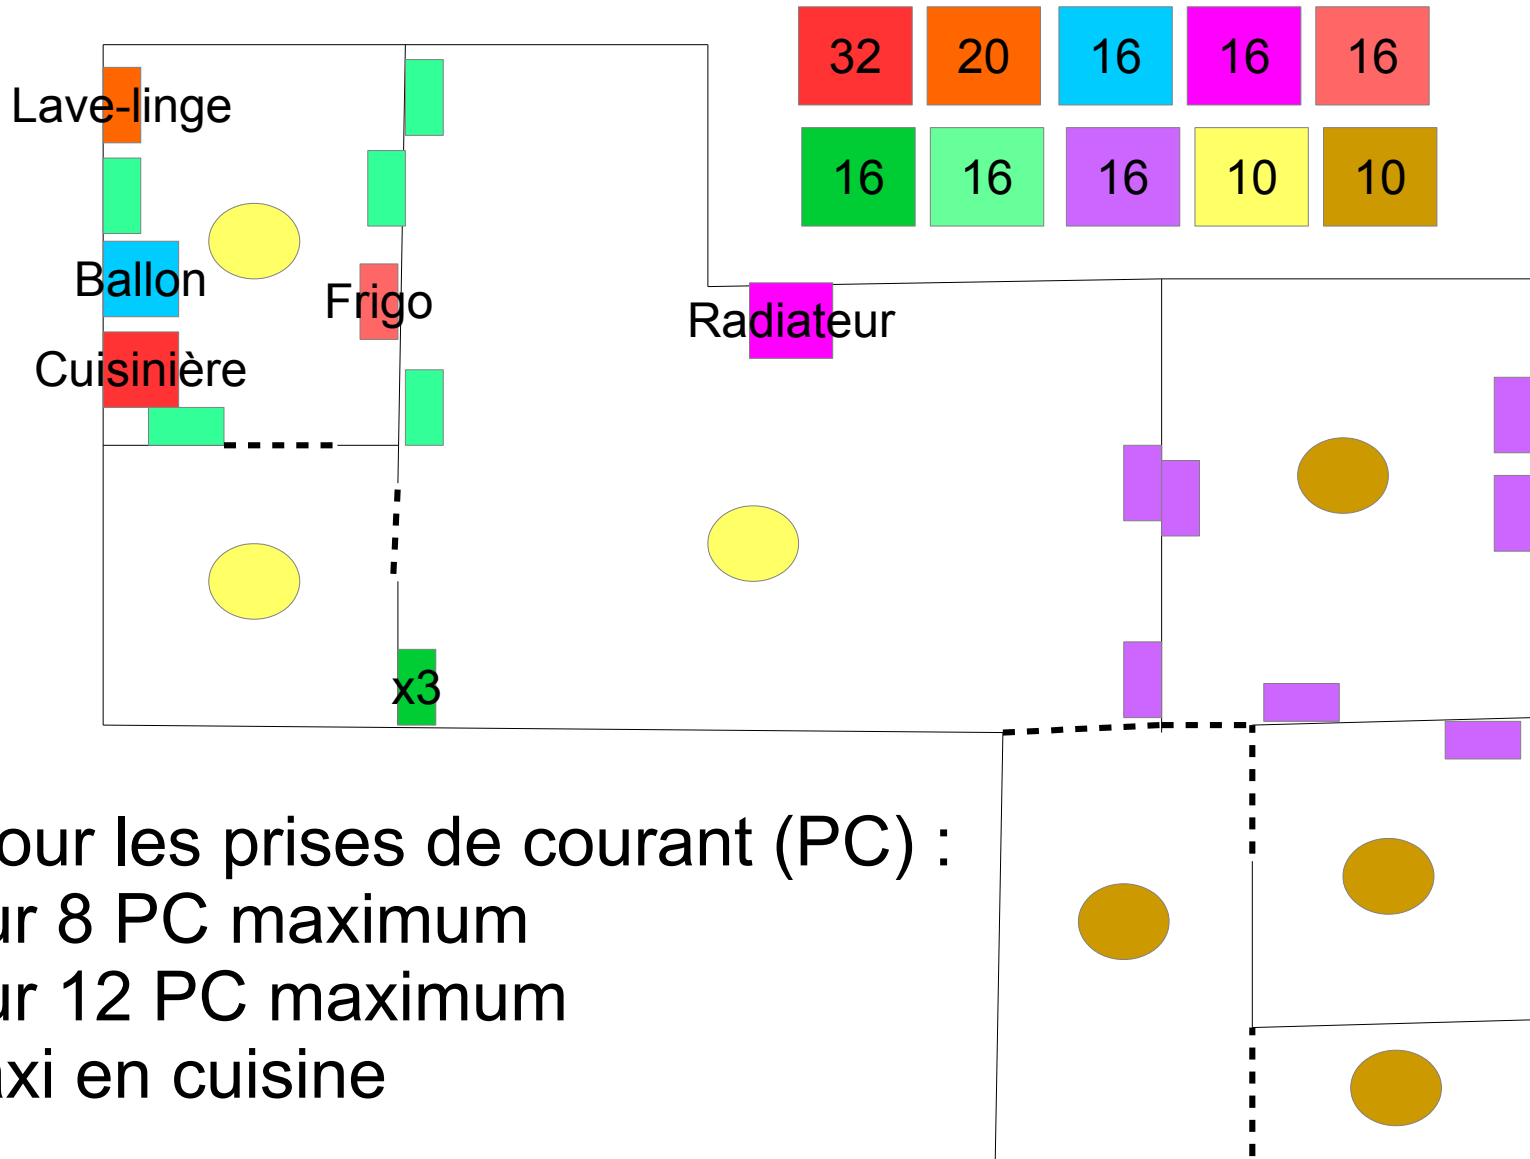 32 20 16 16 16
16 16 16 10 10
Lave-linge
Ballon
Frigo
Radiateur
Cuisinière
x3
our les prises de courant (PC) :
ur 8 PC maximum
ur 12 PC maximum
axi en cuisine